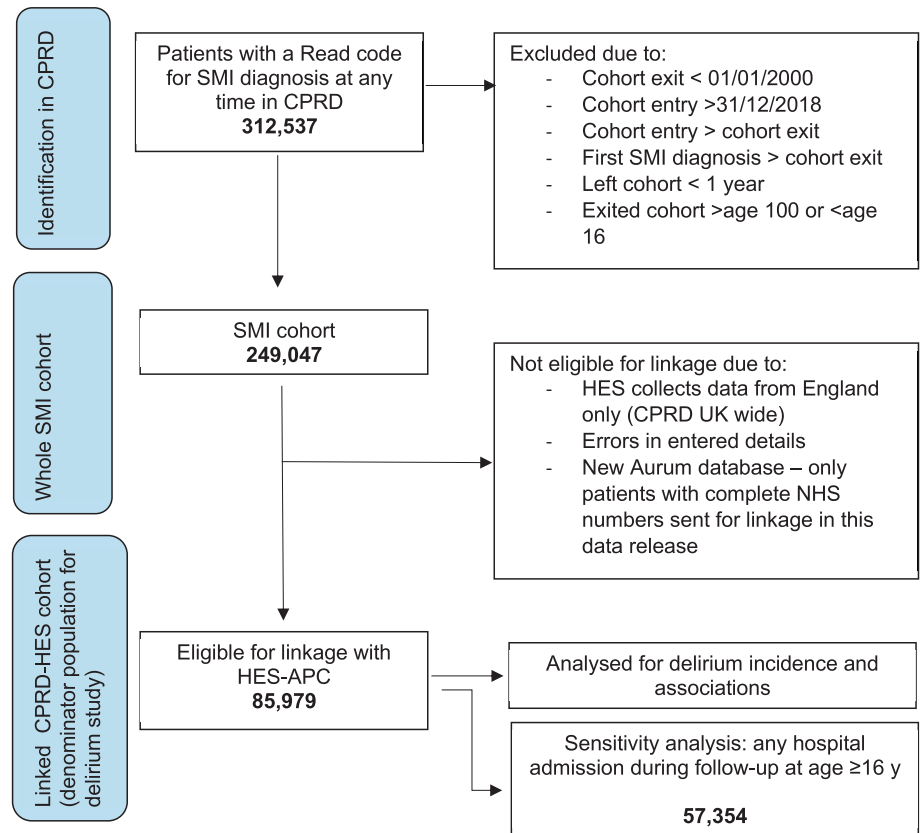 Identification in CPRD
Patients with a Read code
for SMI diagnosis at any
time in CPRD
312,537
Excluded due to:
- Cohort exit < 01/01/2000
- Cohort entry >31/12/2018
- Cohort entry > cohort exit
- First SMI diagnosis > cohort exit
- Left cohort < 1 year
- Exited cohort >age 100 or <age
16
Whole SMI cohort
SMI cohort
249,047
Not eligible for linkage due to:
- HES collects data from England
only (CPRD UK wide)
- Errors in entered details
- New Aurum database – only
patients with complete NHS
numbers sent for linkage in this
data release
Linked CPRD-HES cohort
(denominator population for
delirium study)
Eligible for linkage with
HES-APC
85,979
Analysed for delirium incidence and
associations
Sensitivity analysis: any hospital
admission during follow-up at age ≥16 y
57,354